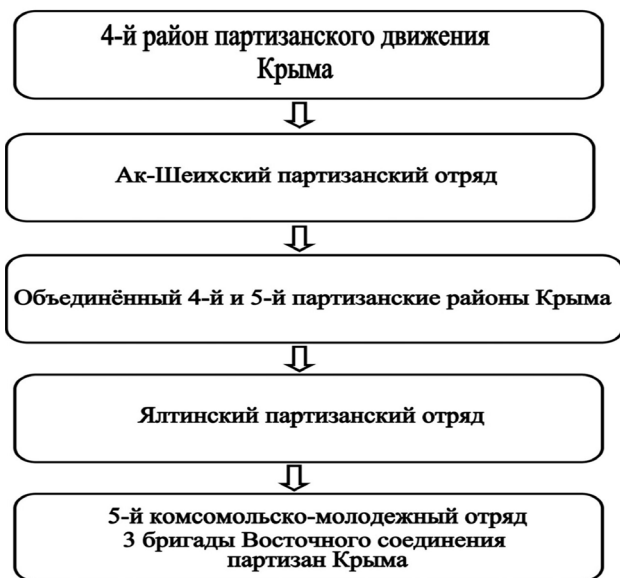 4-й район партизанского движения
Крыма
Ак-Шеихский партизанский отряд
Объединённый 4-й и 5-й партизанские районы Крыма
Ялтинский партизанский отряд
5-й комсомольско-молодежный отряд
3 бригады Восточного соединения
партизан Крыма